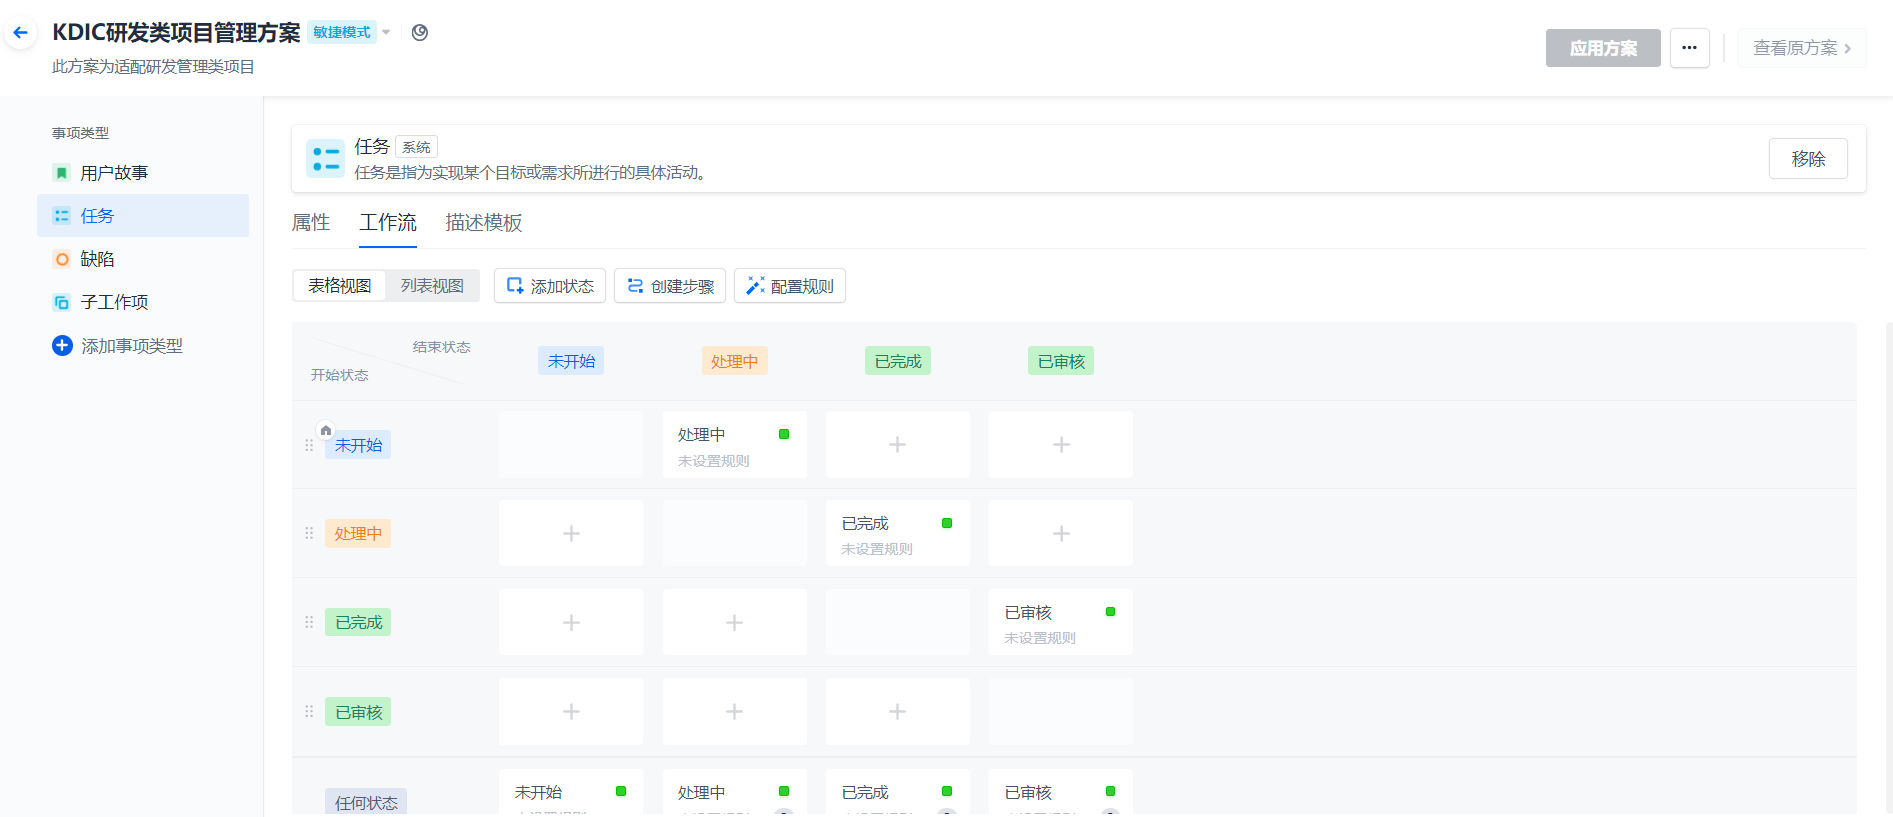 KDIC研发类项目管理方案 敏捷模式
此方案为适配研发管理类项目
应用方案 ··· 查看原方案
事项类型
用户故事
任务
缺陷
子工作项
添加事项类型
任务 系统
任务是指为实现某个目标或需求所进行的具体活动。
移除
属性 工作流 描述模板
表格视图 列表视图 添加状态 创建步骤 配置规则
结束状态
开始状态
未开始 处理中 已完成 已审核
未开始
处理中
未设置规则
处理中
已完成
未设置规则
已完成
已审核
未设置规则
已审核
任何状态
未开始 处理中 已完成 已审核